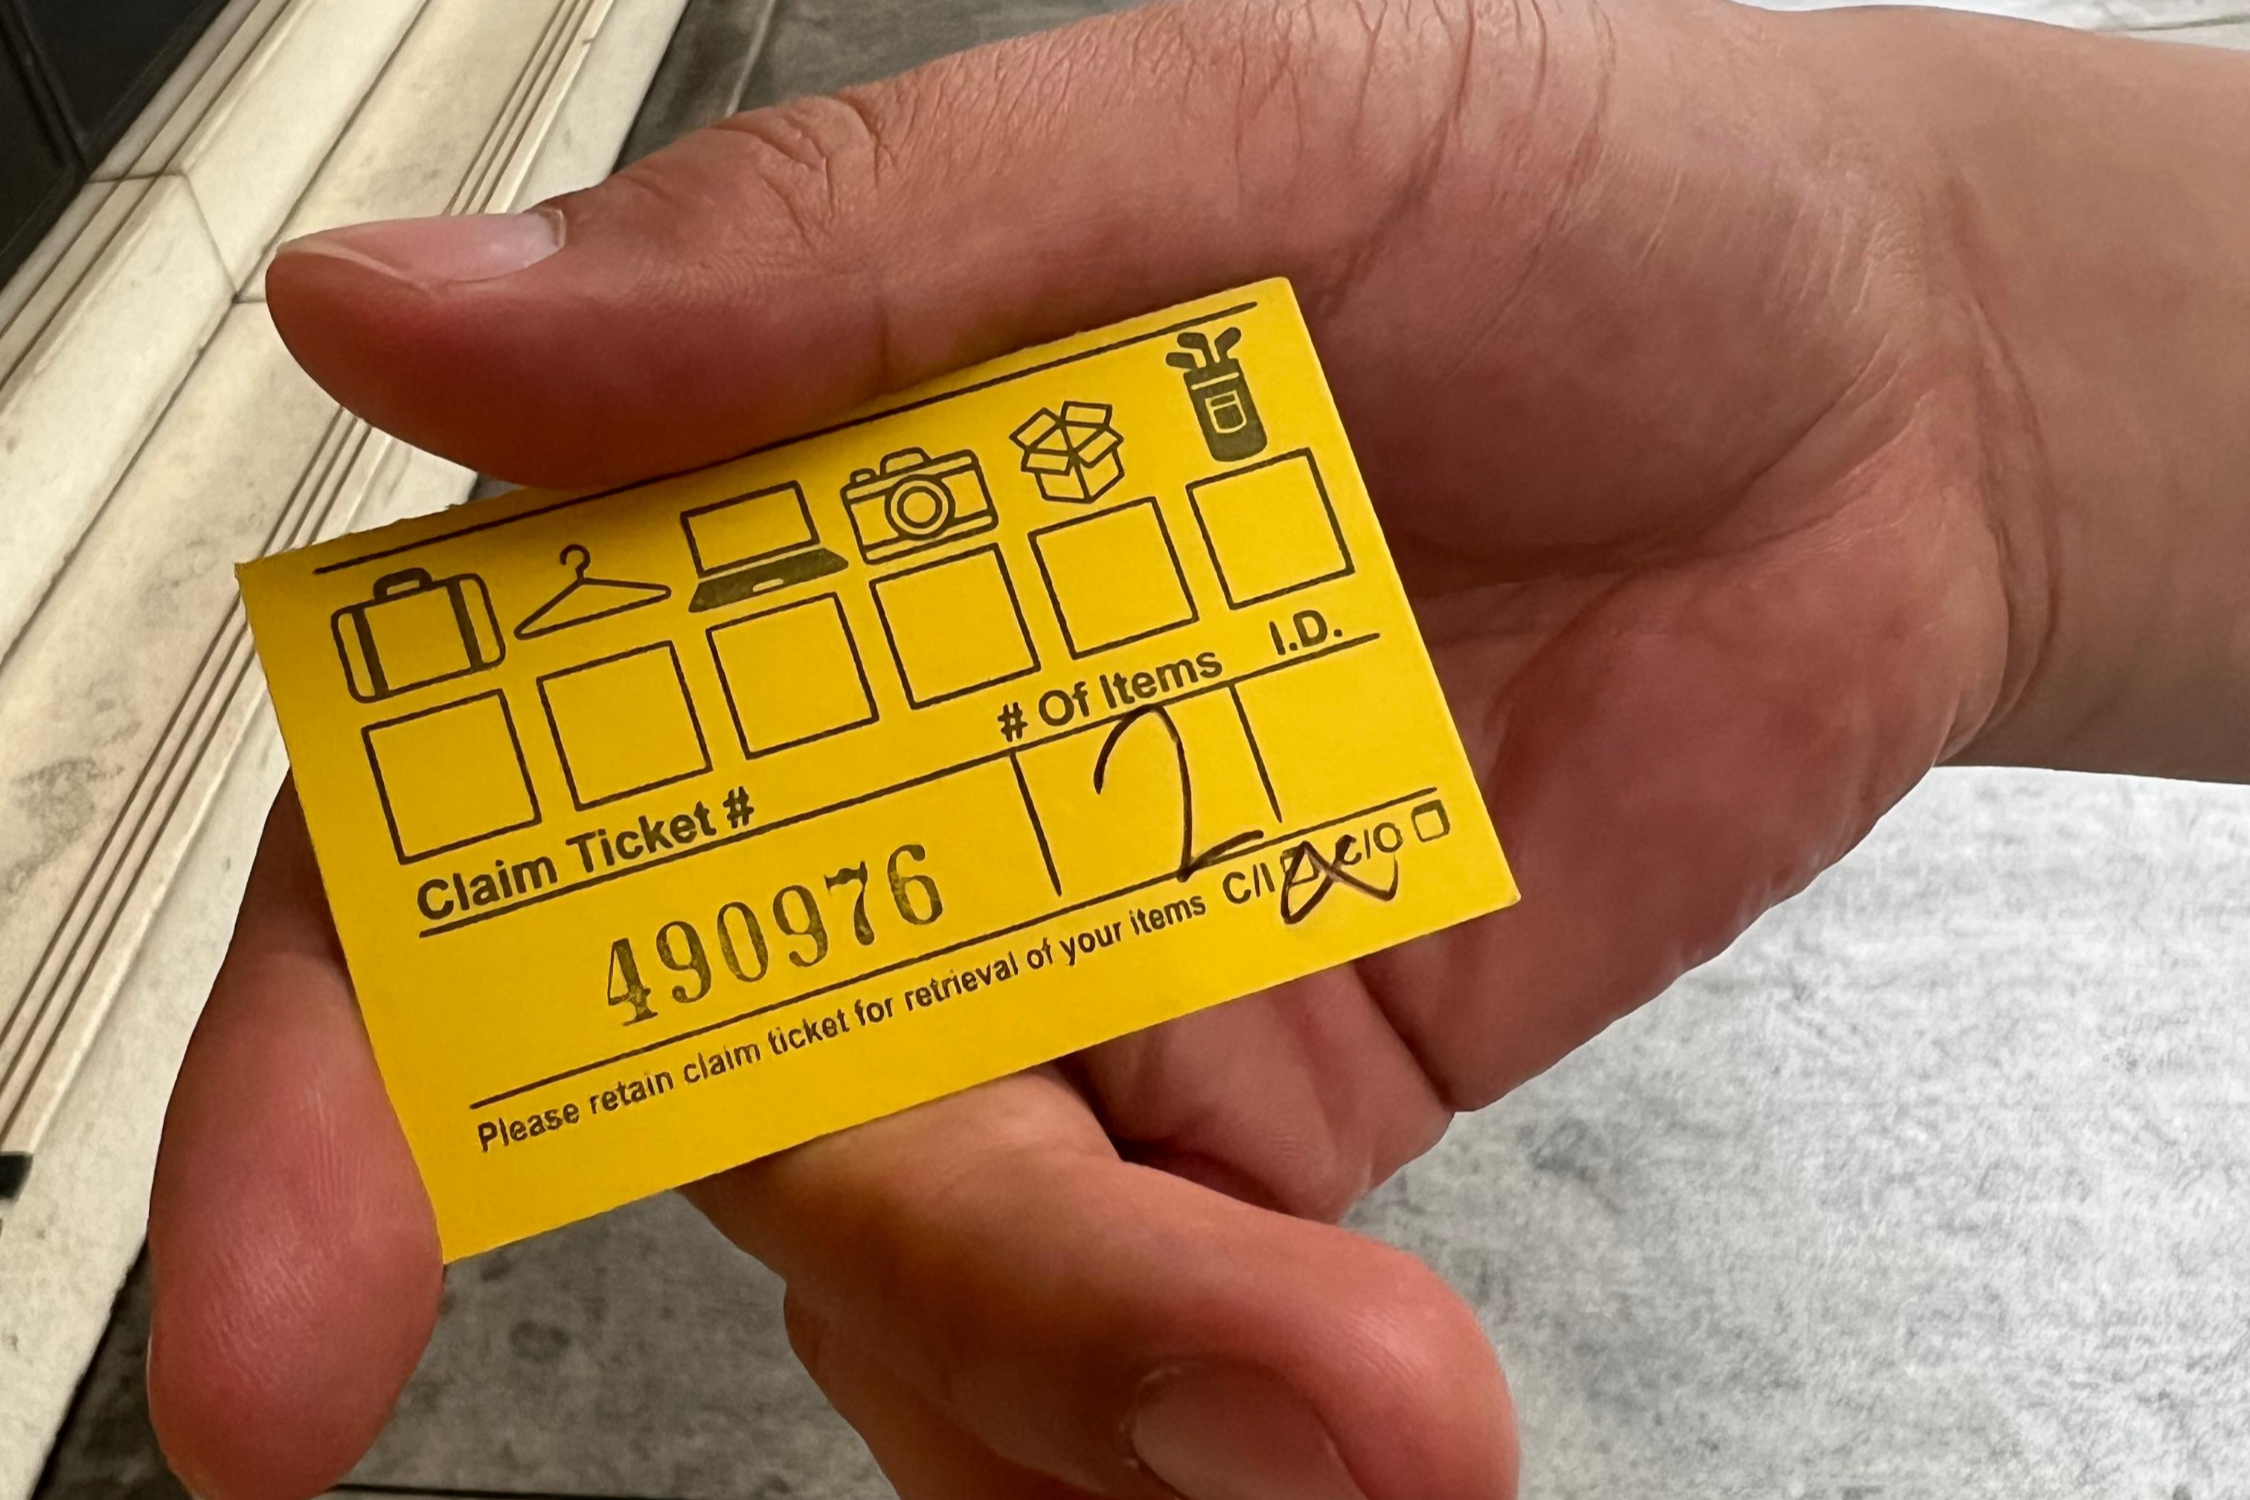 Claim Ticket # # Of Items I.D.
490976 2
Please retain claim ticket for retrieval of your items C/I C/O